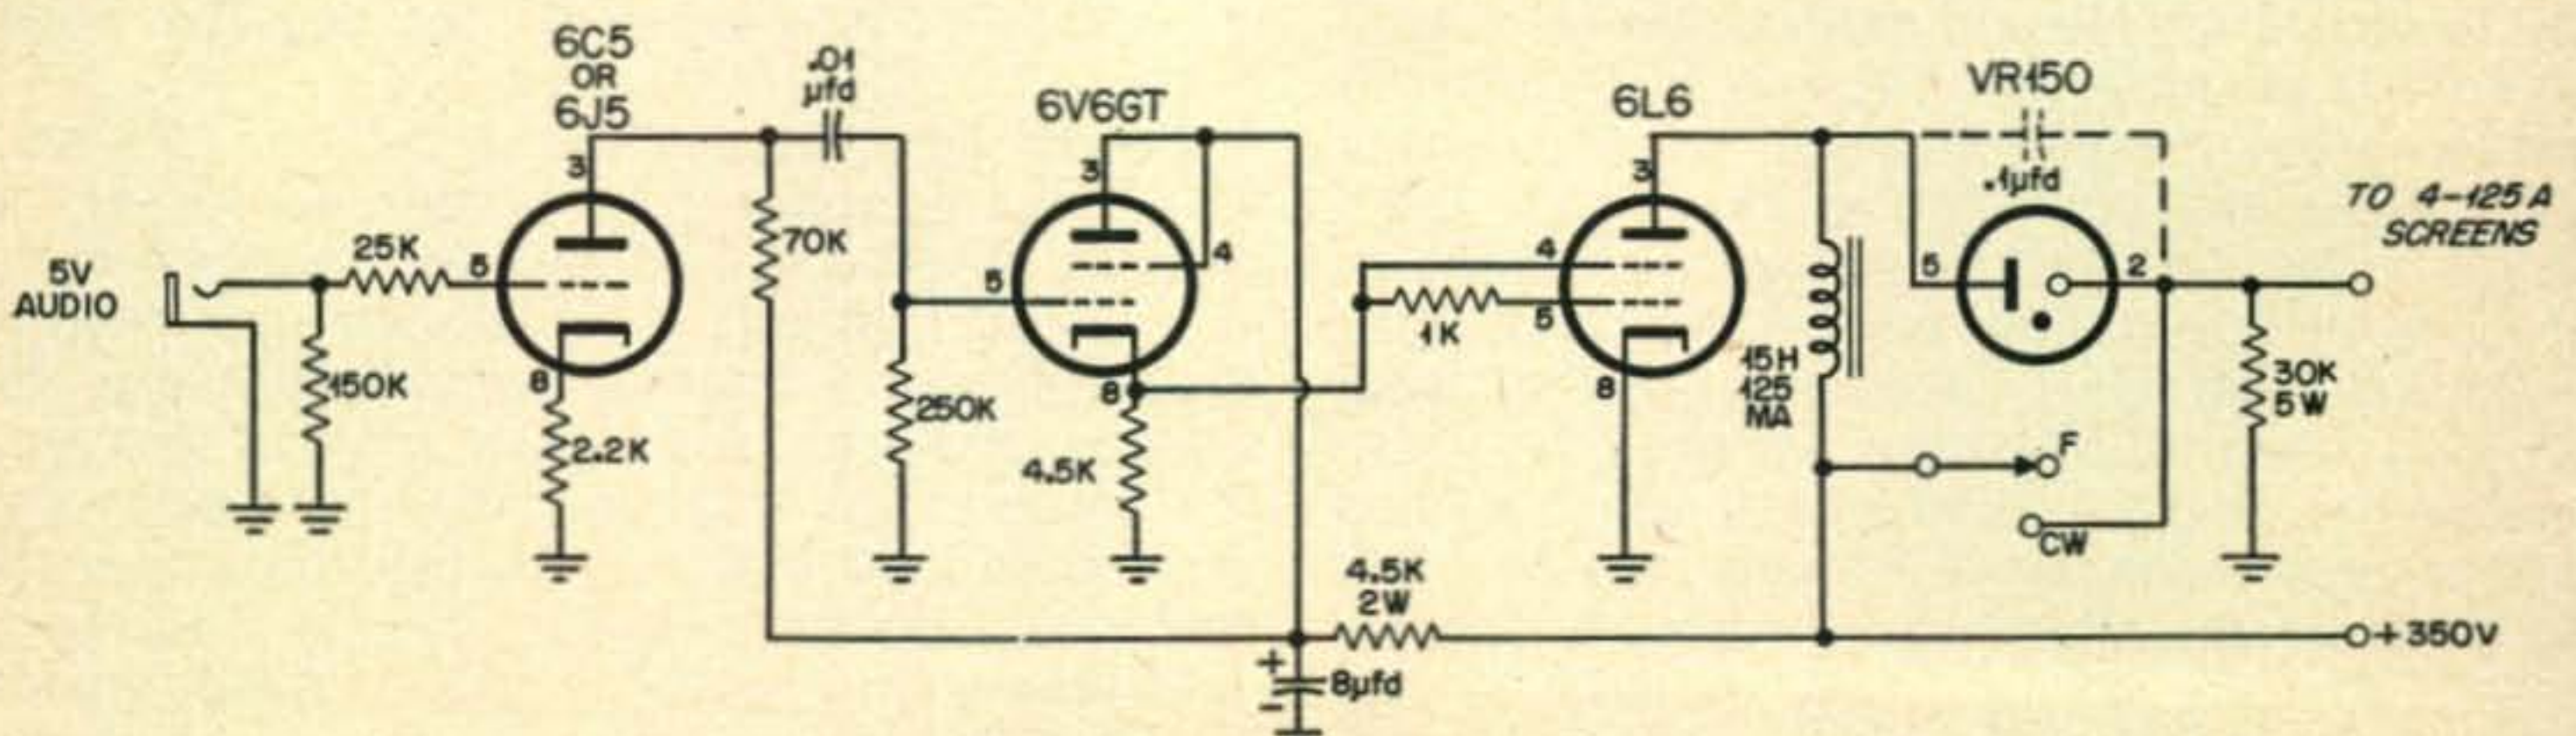 6C5
OR
6J5
.01
µfd
6V6GT
6L6
VR150
.1µfd
TO 4-125A
SCREENS
5V
AUDIO
25K
5
3
70K
150K
8
2.2K
5
3
4
250K
8
4.5K
3
4
5
1K
8
15H
125
MA
5
2
30K
5W
F
CW
4.5K
2W
+350V
+
8µfd
-